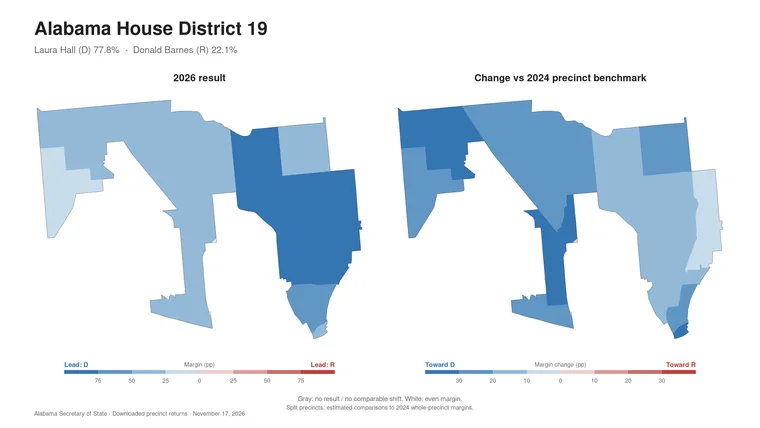 Alabama House District 19
Laura Hall (D) 77.8% · Donald Barnes (R) 22.1%
2026 result
Change vs 2024 precinct benchmark
Lead: D Margin (pp) Lead: R
75 50 25 0 25 50 75
Toward D Margin change (pp) Toward R
30 20 10 0 10 20 30
Gray: no result / no comparable shift. White: even margin.
Split precincts: estimated comparisons to 2024 whole-precinct margins.
Alabama Secretary of State · Downloaded precinct returns · November 17, 2026